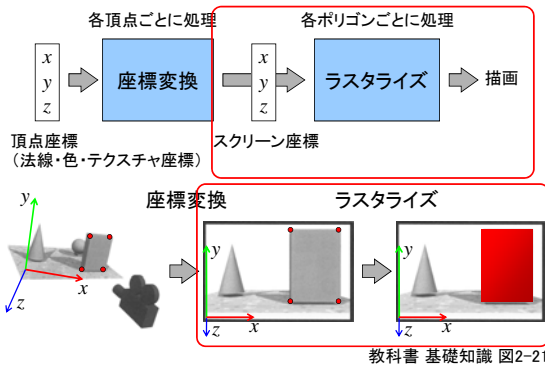 各頂点ごとに処理
各ポリゴンごとに処理
x
y
z
座標変換
x
y
z
ラスタライズ
描画
頂点座標
(法線・色・テクスチャ座標)
スクリーン座標
座標変換
ラスタライズ
y
x
z
y
x
z
y
x
z
教科書 基礎知識 図2-21